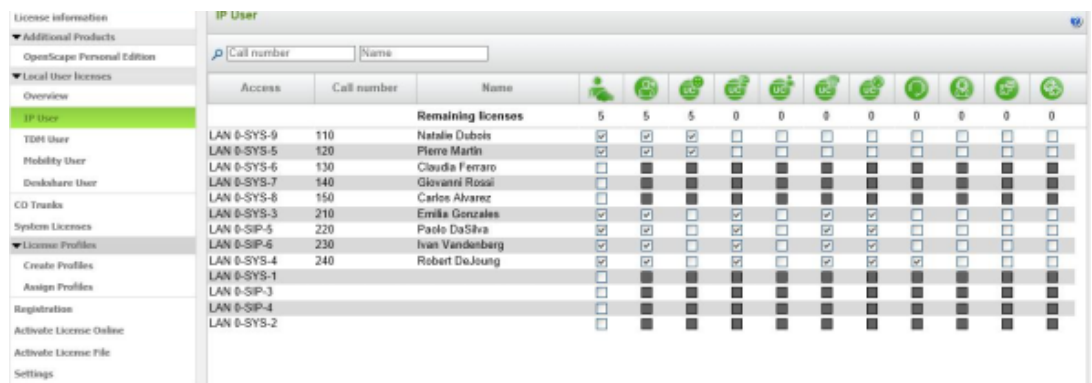 License information
Additional Products
OpenScape Personal Edition
Local User licenses
Overview
IP User
TDM User
Mobility User
Deskshare User
CO Trunks
System Licenses
License Profiles
Create Profiles
Assign Profiles
Registration
Activate License Online
Activate License File
Settings
IP User
Call number Name
Access Call number Name
UC UC UC UC UC
Remaining licenses 5 5 5 0 0 0 0 0 0 0 0
LAN 0-SYS-9 110 Natalie Dubois
LAN 0-SYS-5 120 Pierre Martin
LAN 0-SYS-6 130 Claudia Ferraro
LAN 0-SYS-7 140 Giovanni Rossi
LAN 0-SYS-8 150 Carlos Alvarez
LAN 0-SYS-3 210 Emilia Gonzales
LAN 0-SIP-5 220 Paolo DaSilva
LAN 0-SIP-6 230 Ivan Vandenberg
LAN 0-SYS-4 240 Robert DeJoung
LAN 0-SYS-1
LAN 0-SIP-3
LAN 0-SIP-4
LAN 0-SYS-2